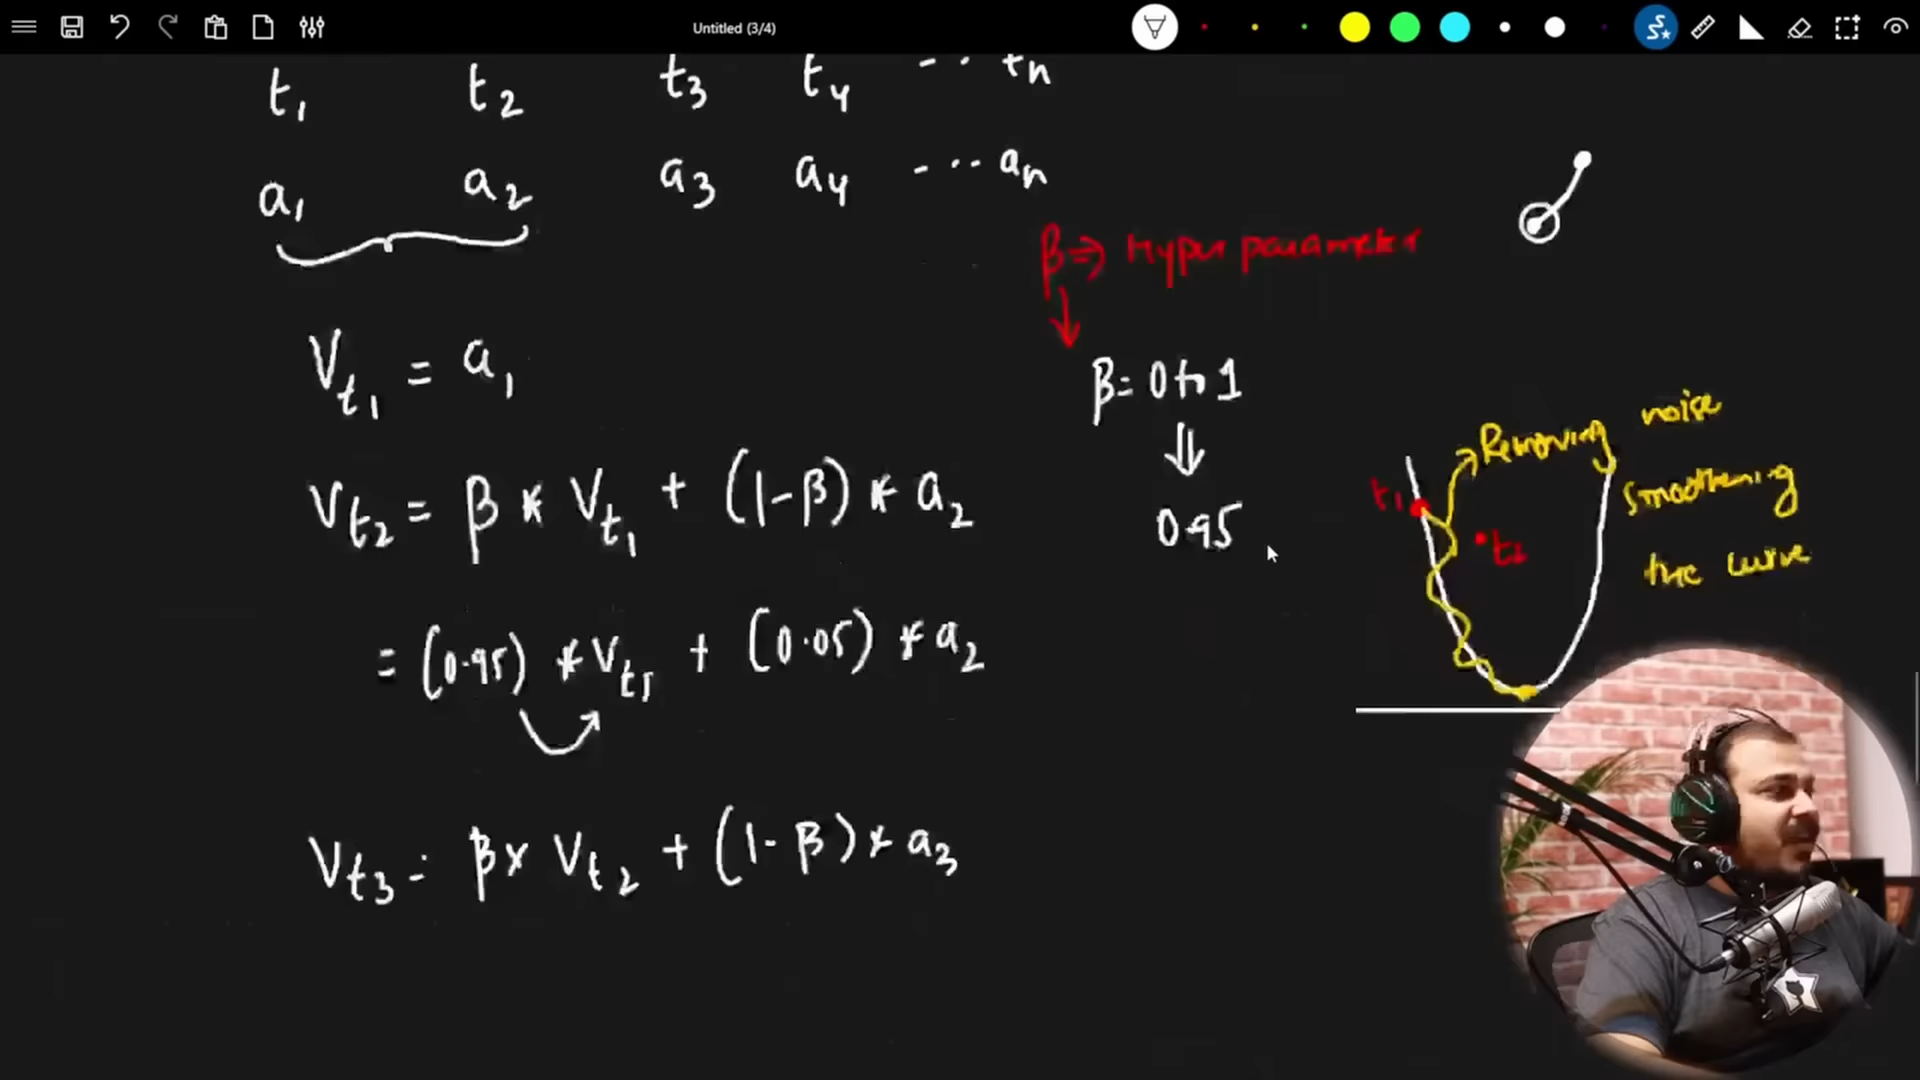 Untitled (3/4)
t1 t2 t3 t4 -·· tn
a1 a2 a3 a4 -··· an
β ⇒ Hyper parameter
Vt1 = a1
β = 0 to 1
0.95
Vt2 = β * Vt1 + (1-β) * a2
= (0.95) * Vt1 + (0.05) * a2
Vt3 = β * Vt2 + (1-β) * a3
Removing noise
smoothening
the curve
t1